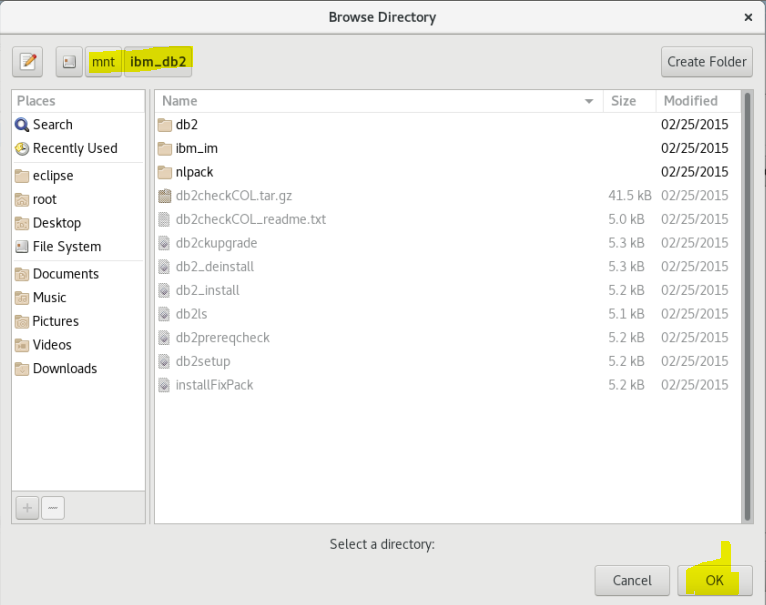 Browse Directory
mnt ibm_db2 Create Folder
Places
Search
Recently Used
eclipse
root
Desktop
File System
Documents
Music
Pictures
Videos
Downloads
Name Size Modified
db2 02/25/2015
ibm_im 02/25/2015
nlpack 02/25/2015
db2checkCOL.tar.gz 41.5 kB 02/25/2015
db2checkCOL_readme.txt 5.0 kB 02/25/2015
db2ckupgrade 5.3 kB 02/25/2015
db2_deinstall 5.3 kB 02/25/2015
db2_install 5.2 kB 02/25/2015
db2ls 5.1 kB 02/25/2015
db2prereqcheck 5.2 kB 02/25/2015
db2setup 5.2 kB 02/25/2015
installFixPack 5.2 kB 02/25/2015
Select a directory:
Cancel OK